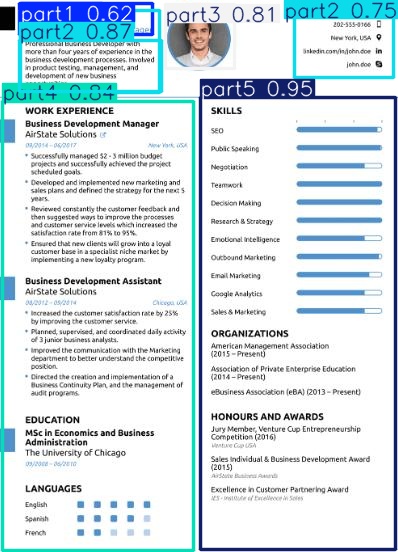 part1 0.62
part2 0.87
part3 0.81
part2 0.75
Professional Business Developer with
more than four years of experience in the
business development processes. Involved
in product testing, management, and
development of new business
202-555-0166
New York, USA
linkedin.com/in/john.doe
john.doe
part4 0.84
WORK EXPERIENCE
Business Development Manager
AirState Solutions
09/2014 – 06/2017 New York, USA
Successfully managed $2 - 3 million budget
projects and successfully achieved the project
scheduled goals.
Developed and implemented new marketing and
sales plans and defined the strategy for the next 5
years.
Reviewed constantly the customer feedback and
then suggested ways to improve the processes
and customer service levels which increased the
satisfaction rate from 81% to 95%.
Ensured that new clients will grow into a loyal
customer base in a specialist niche market by
implementing a new loyalty program.
Business Development Assistant
AirState Solutions
08/2012 – 09/2014 Chicago, USA
Increased the customer satisfaction rate by 25%
by improving the customer service.
Planned, supervised, and coordinated daily activity
of 3 junior business analysts.
Improved the communication with the Marketing
department to better understand the competitive
position.
Directed the creation and implementation of a
Business Continuity Plan, and the management of
audit programs.
EDUCATION
MSc in Economics and Business
Administration
The University of Chicago
09/2008 – 06/2010
LANGUAGES
English
Spanish
French
part5 0.95
SKILLS
SEO
Public Speaking
Negotiation
Teamwork
Decision Making
Research & Strategy
Emotional Intelligence
Outbound Marketing
Email Marketing
Google Analytics
Sales & Marketing
ORGANIZATIONS
American Management Association
(2015 – Present)
Association of Private Enterprise Education
(2014 – Present)
eBusiness Association (eBA) (2013 – Present)
HONOURS AND AWARDS
Jury Member, Venture Cup Entrepreneurship
Competition (2016)
Venture Cup USA
Sales Individual & Business Development Award
(2015)
AirState Business Awards
Excellence in Customer Partnering Award
IES - Institute of Excellence in Sales